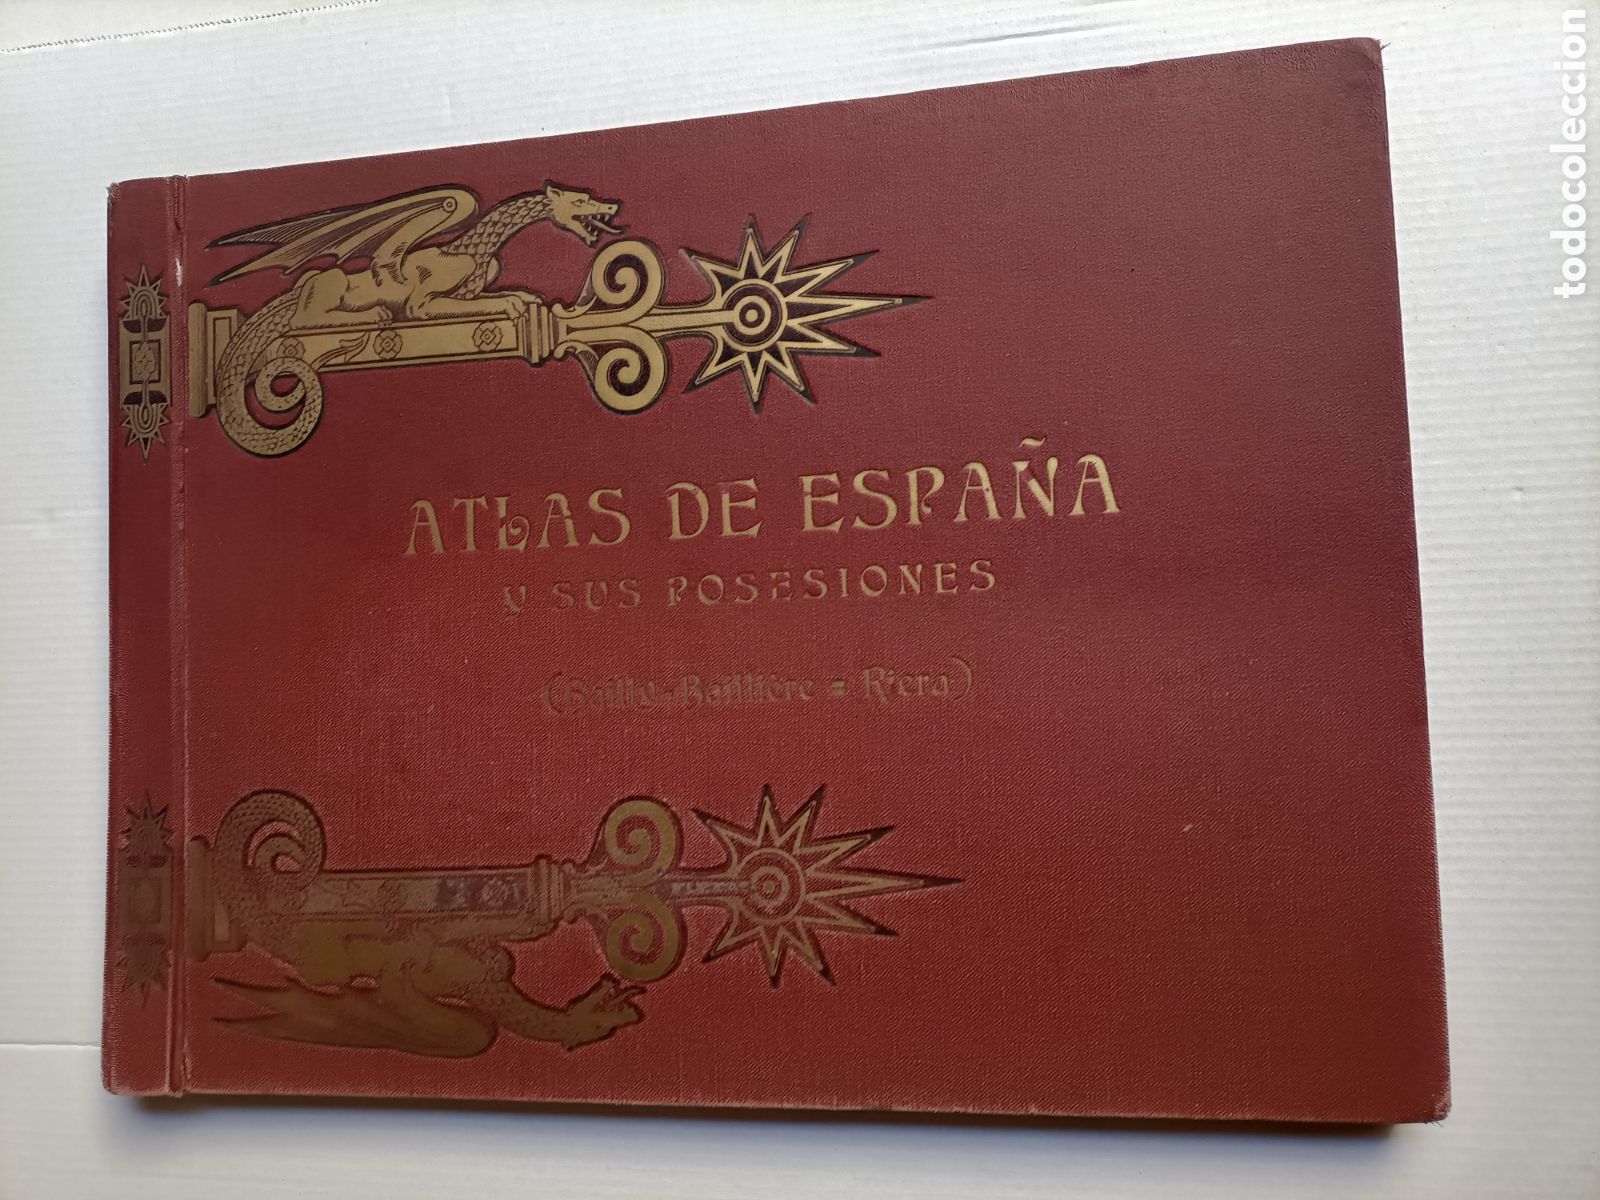 ATLAS DE ESPAÑA
Y SUS POSESIONES
(Bailly-Baillière = Riera)
todocoleccion